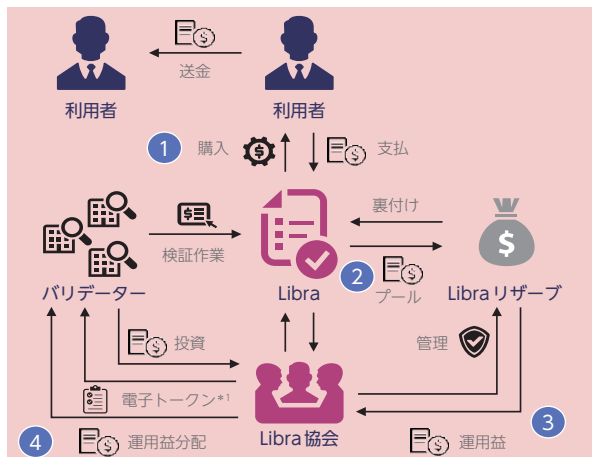 送金
利用者
利用者
1
購入
支払
裏付け
検証作業
2
プール
バリデーター
Libra
Libraリザーブ
投資
管理
電子トークン*1
Libra協会
3
4
運用益分配
運用益